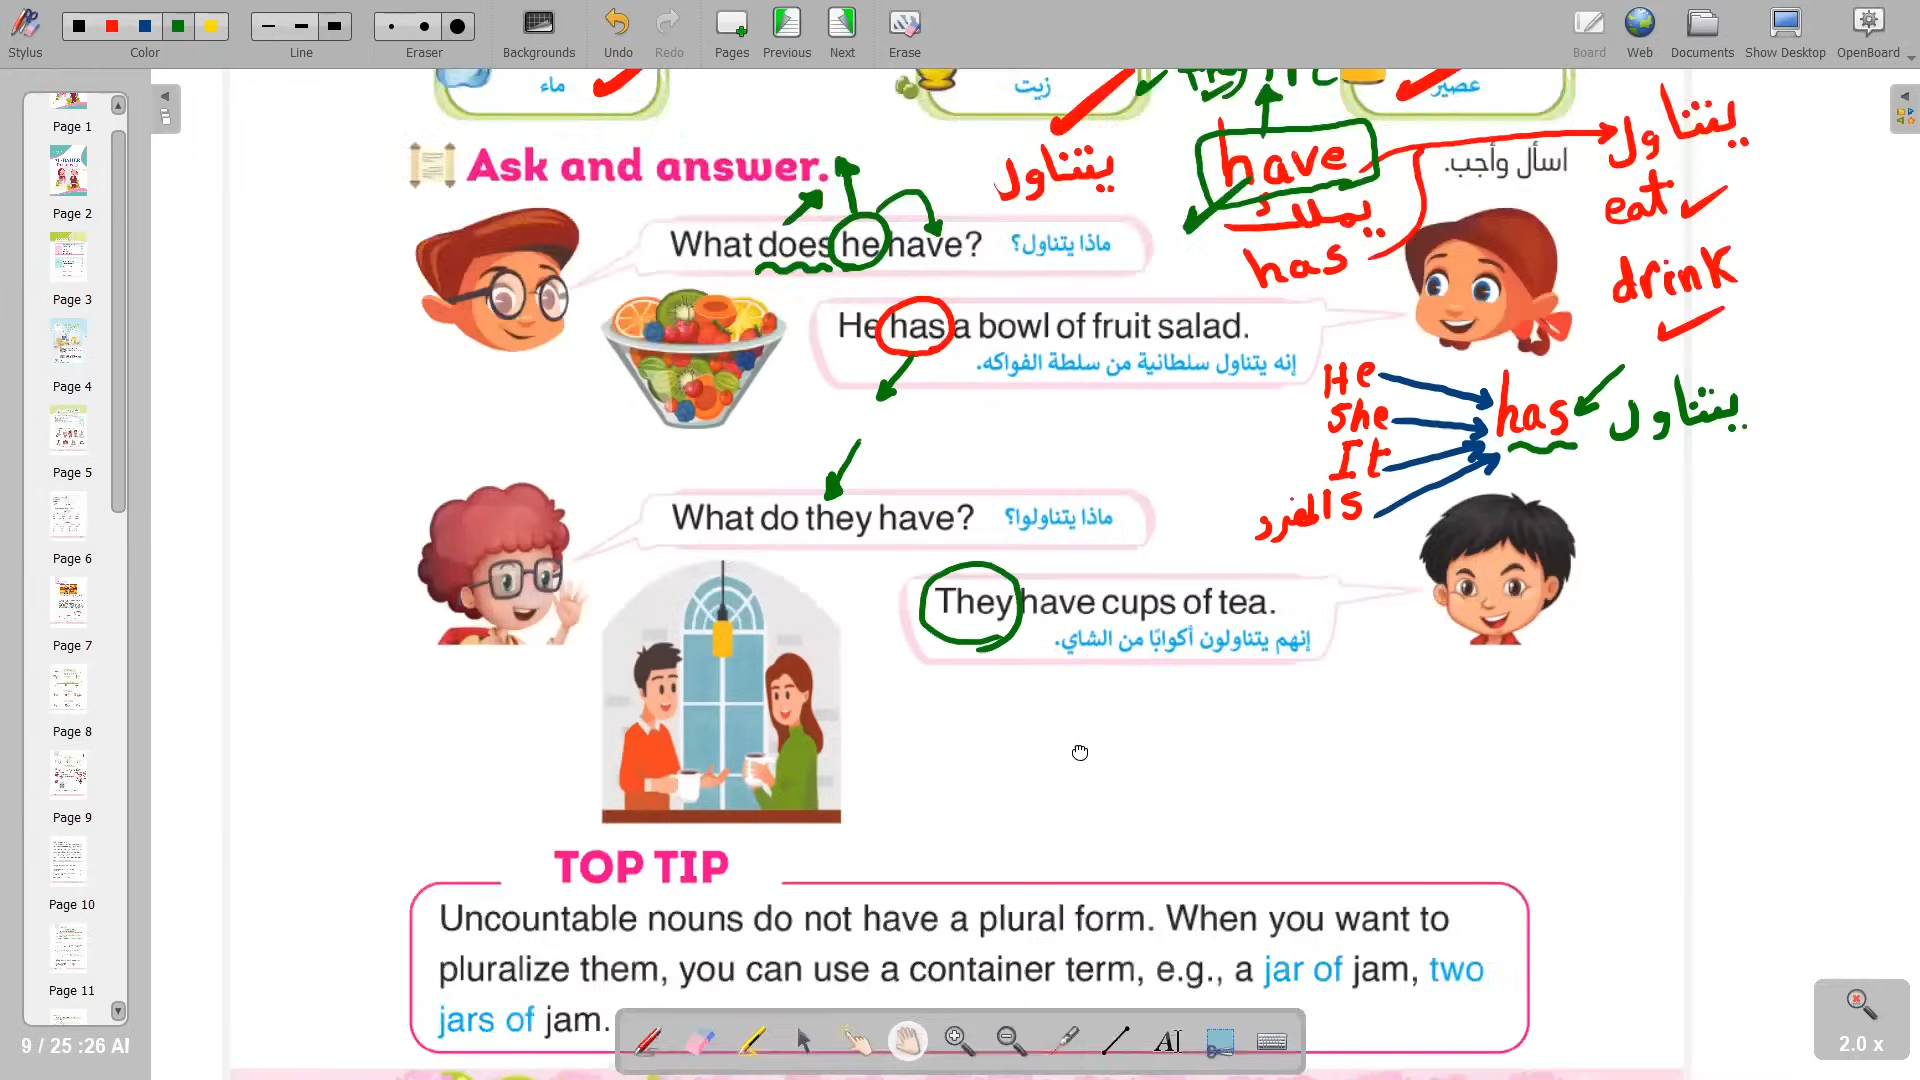 Stylus
Color
Line
Eraser
Backgrounds
Undo
Redo
Pages
Previous
Next
Erase
Board
Web
Documents
Show Desktop
OpenBoard
ماء
زيت
عصير
Ask and answer.
اسأل وأجب.
يتناول
have
يملك
has
يتناول
eat
drink
What does he have?
ماذا يتناول؟
He has a bowl of fruit salad.
إنه يتناول سلطانية من سلطة الفواكه.
He
She
It
المفرد is
has
يتناول
What do they have?
ماذا يتناولوا؟
They have cups of tea.
إنهم يتناولون أكوابًا من الشاي.
TOP TIP
Uncountable nouns do not have a plural form. When you want to
pluralize them, you can use a container term, e.g., a jar of jam, two
jars of jam.
Page 1
Page 2
Page 3
Page 4
Page 5
Page 6
Page 7
Page 8
Page 9
Page 10
Page 11
9 / 25 :26 AI
2.0 x